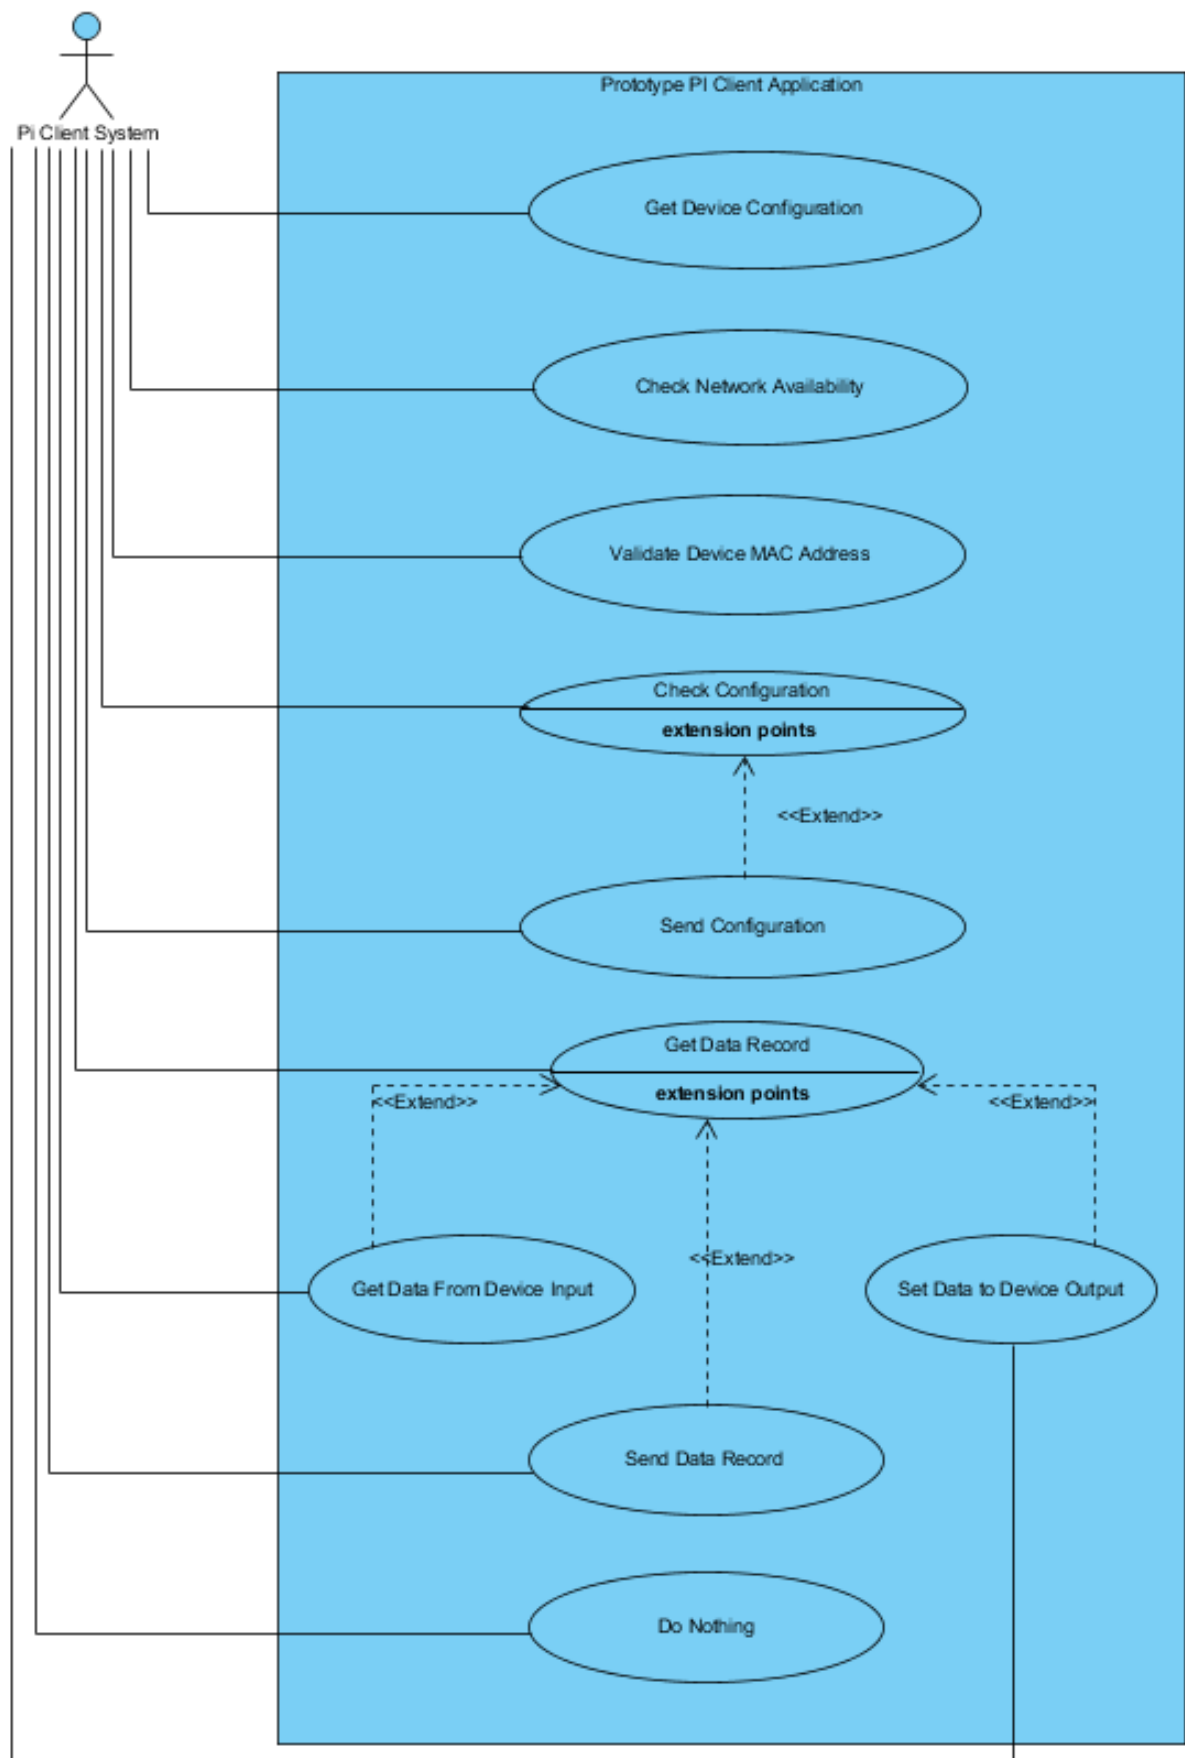 Pi Client System
Prototype PI Client Application
Get Device Configuration
Check Network Availability
Validate Device MAC Address
Check Configuration
extension points
<<Extend>>
Send Configuration
Get Data Record
extension points
<<Extend>>
<<Extend>>
<<Extend>>
Get Data From Device Input
Set Data to Device Output
Send Data Record
Do Nothing